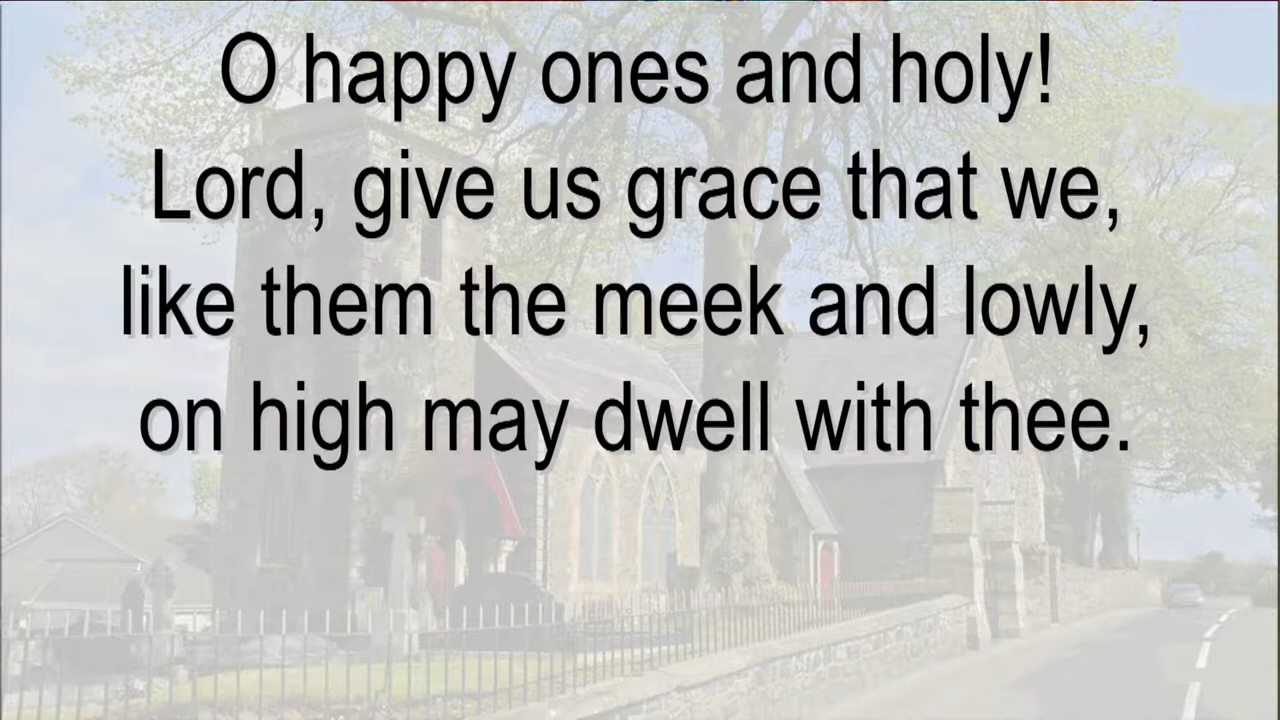 O happy ones and holy!
Lord, give us grace that we,
like them the meek and lowly,
on high may dwell with thee.